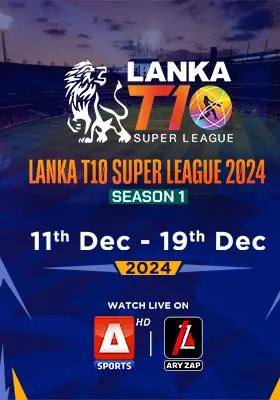 LANKA
T10
SUPER LEAGUE
LANKA T10 SUPER LEAGUE 2024
SEASON 1
11th Dec - 19th Dec
2024
WATCH LIVE ON
A HD
SPORTS
ARY ZAP